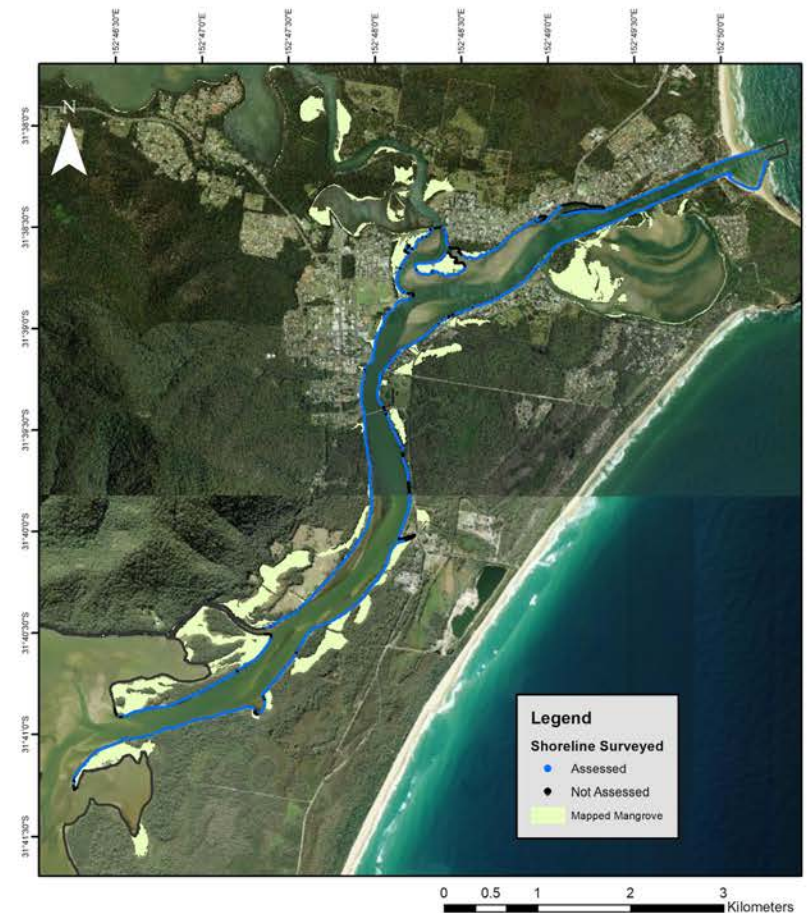 152°46'30"E
152°47'0"E
152°47'30"E
152°48'0"E
152°48'30"E
152°49'0"E
152°49'30"E
152°50'0"E
N
31°38'0"S
31°38'30"S
31°39'0"S
31°39'30"S
31°40'0"S
31°40'30"S
31°41'0"S
31°41'30"S
Legend
Shoreline Surveyed
Assessed
Not Assessed
Mapped Mangrove
0 0.5 1 2 3
Kilometers